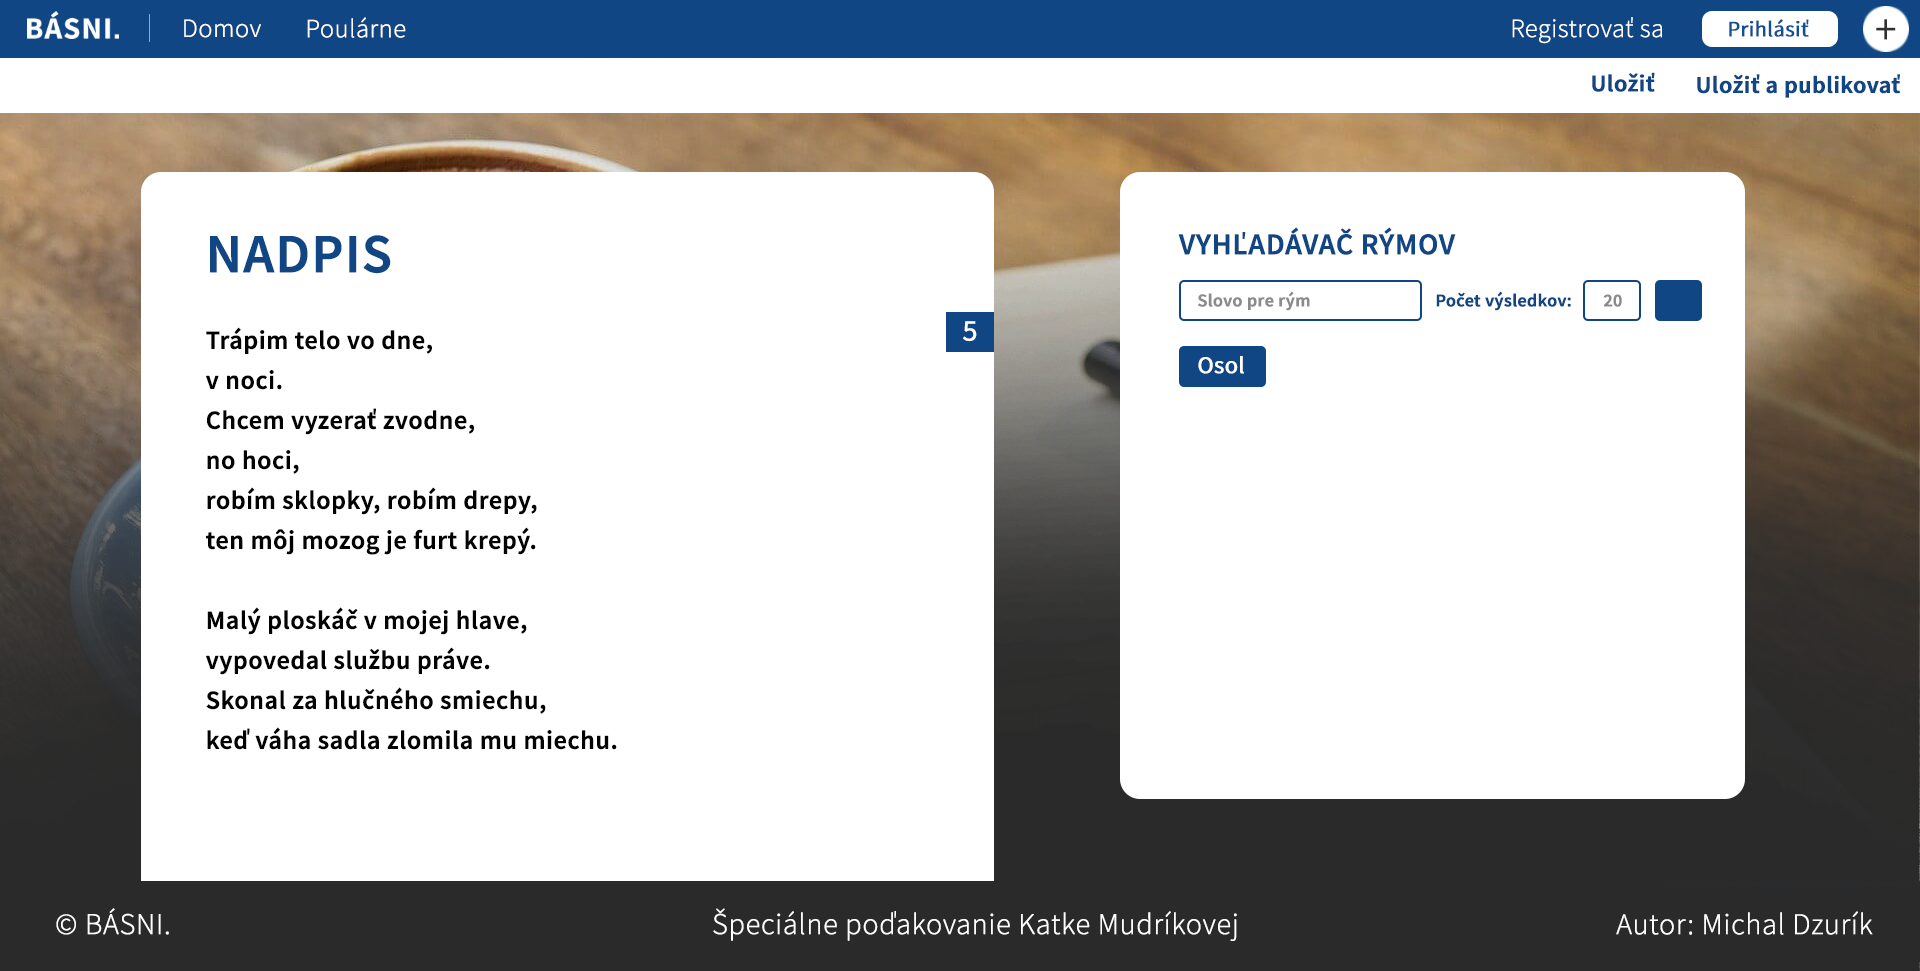 BÁSNI. Domov Poulárne Registrovať sa Prihlásiť +
Uložiť Uložiť a publikovať
NADPIS
Trápim telo vo dne,
5
v noci.
Chcem vyzerať zvodne,
no hoci,
robím sklopky, robím drepy,
ten môj mozog je furt krepý.
Malý ploskáč v mojej hlave,
vypovedal službu práve.
Skonal za hlučného smiechu,
keď váha sadla zlomila mu miechu.
VYHĽADÁVAČ RÝMOV
Slovo pre rým Počet výsledkov: 20
Osol
© BÁSNI. Špeciálne poďakovanie Katke Mudríkovej Autor: Michal Dzurík